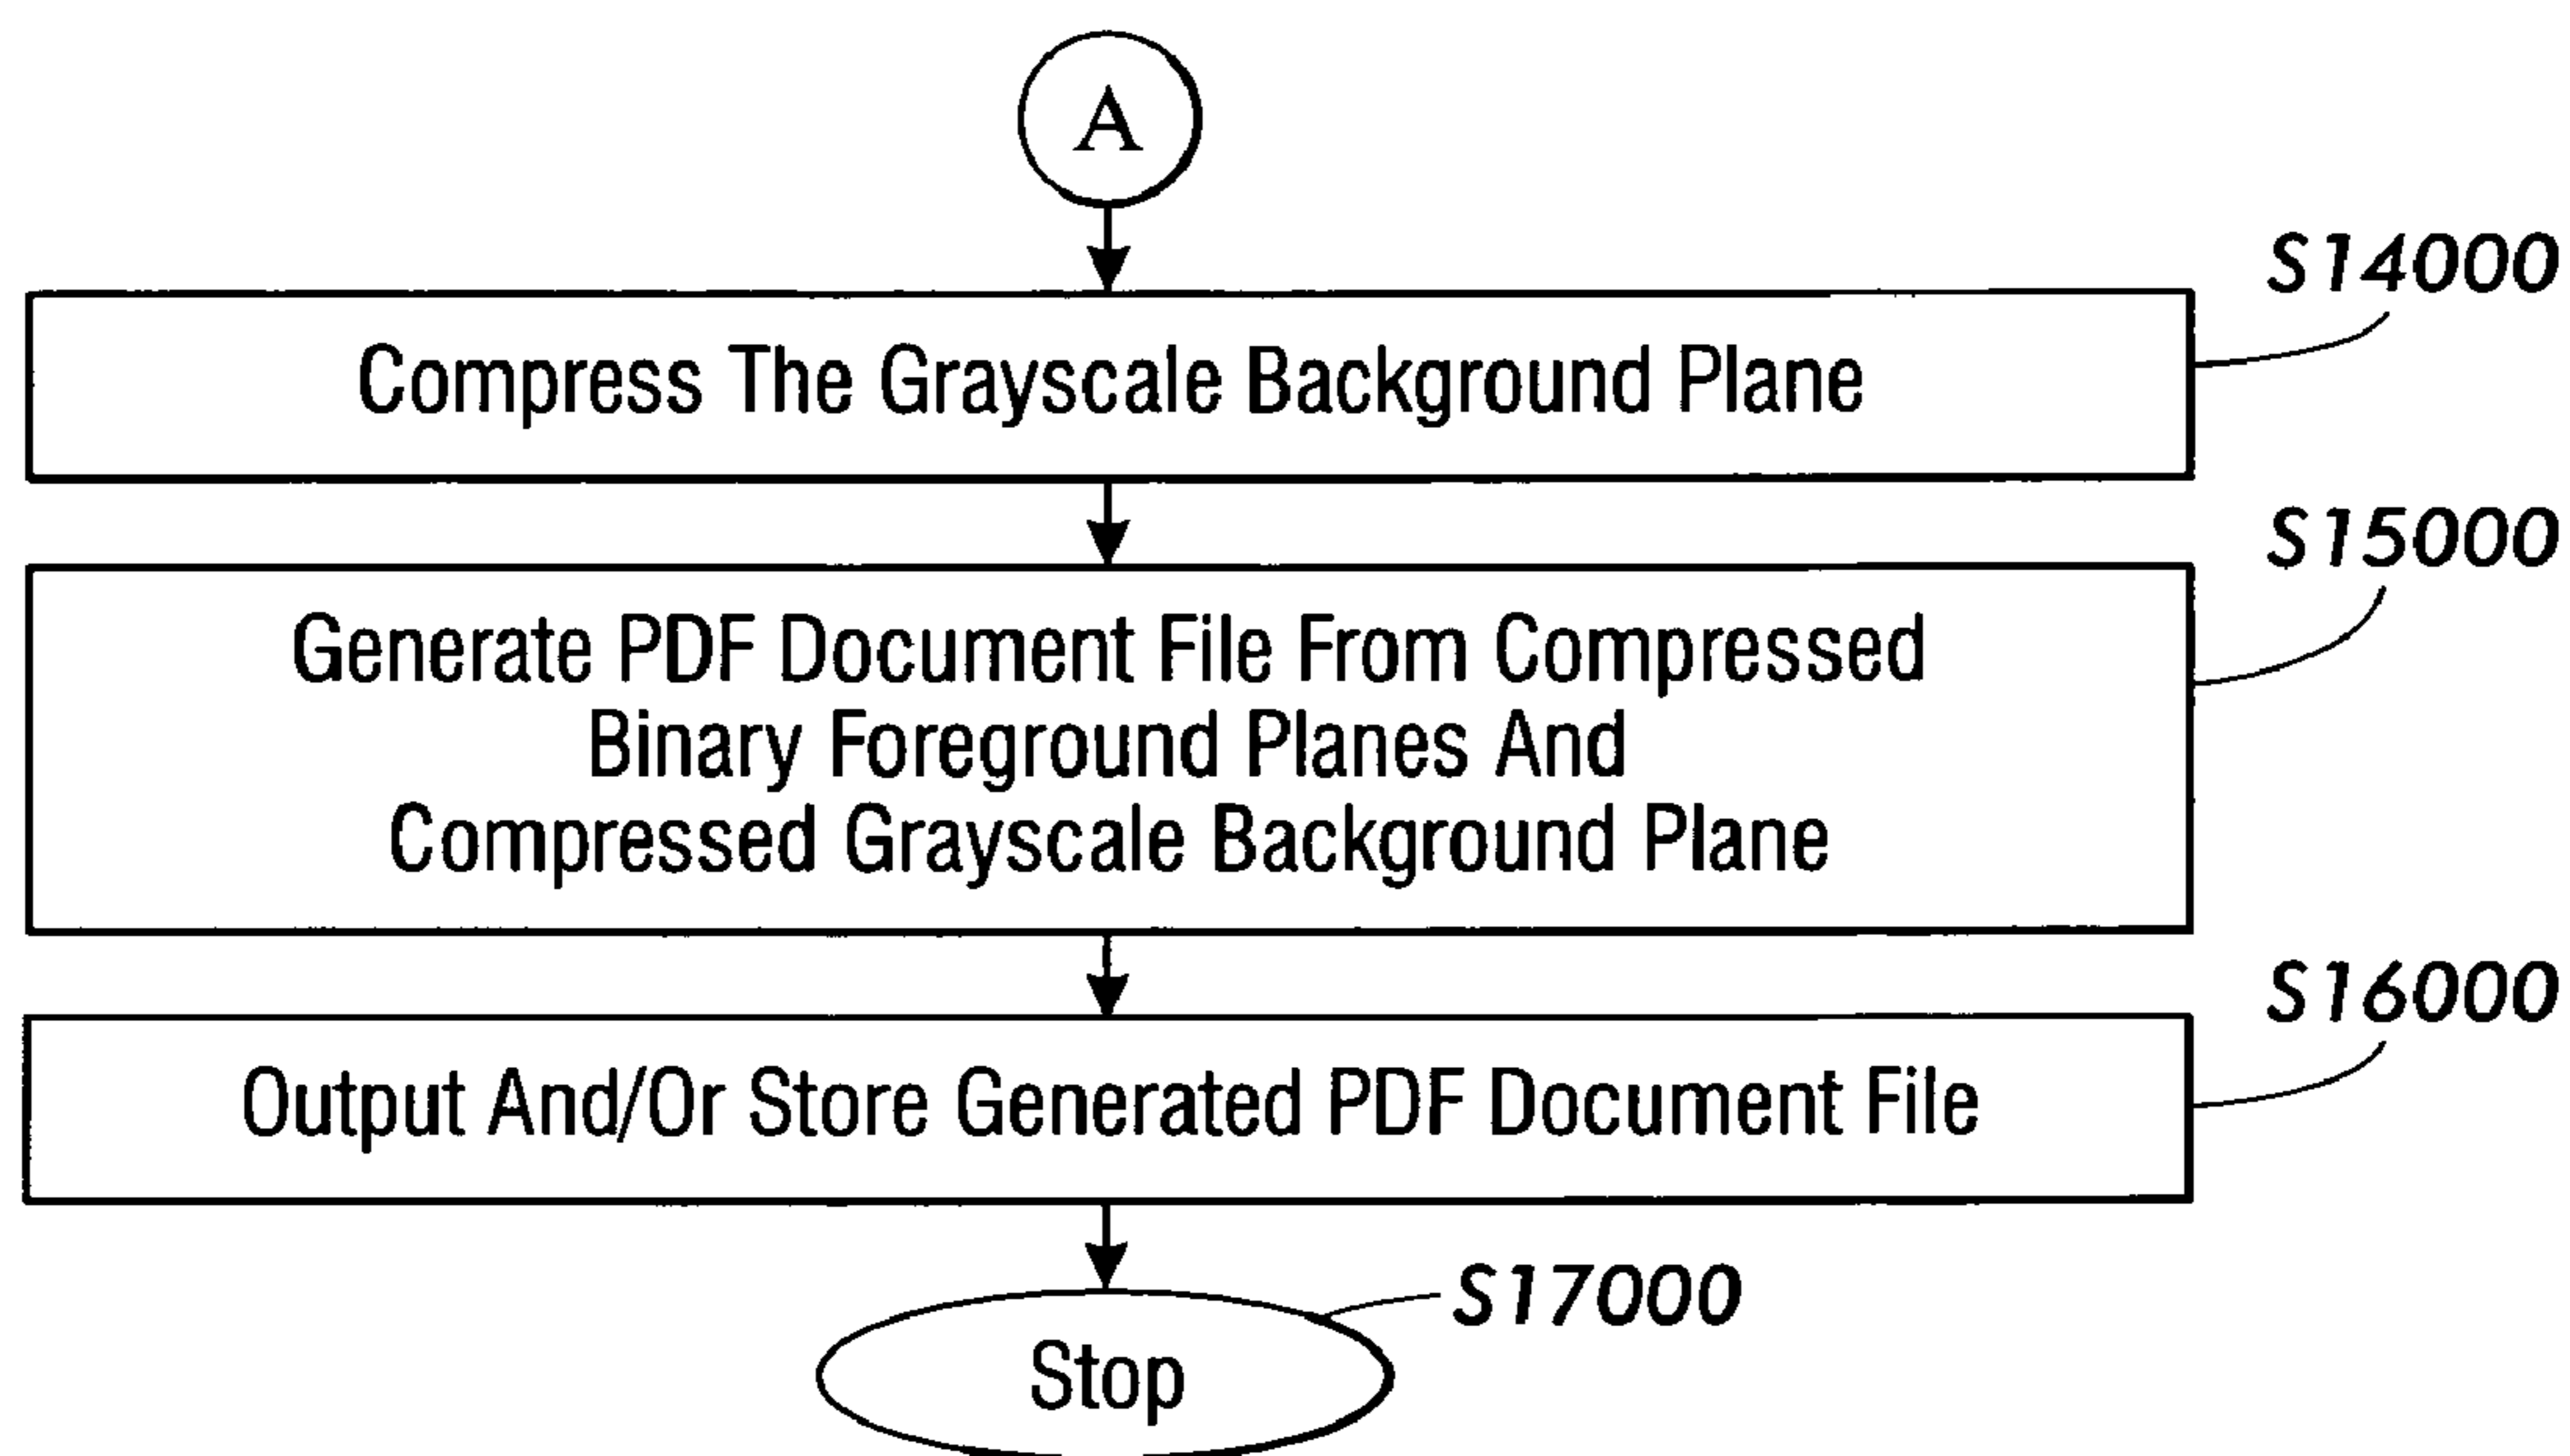 A
S14000
Compress The Grayscale Background Plane
S15000
Generate PDF Document File From Compressed
Binary Foreground Planes And
Compressed Grayscale Background Plane
S16000
Output And/Or Store Generated PDF Document File
S17000
Stop